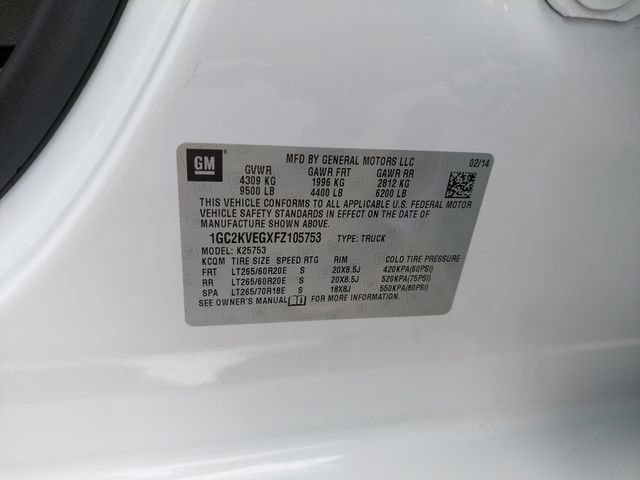 GM
MFD BY GENERAL MOTORS LLC 02/14
GVWR GAWR FRT GAWR RR
4309 KG 1996 KG 2812 KG
9500 LB 4400 LB 6200 LB
THIS VEHICLE CONFORMS TO ALL APPLICABLE U.S. FEDERAL MOTOR
VEHICLE SAFETY STANDARDS IN EFFECT ON THE DATE OF
MANUFACTURE SHOWN ABOVE.
1GC2KVEGXFZ105753 TYPE: TRUCK
MODEL: K25753
KCQM TIRE SIZE SPEED RTG RIM COLD TIRE PRESSURE
FRT LT265/60R20E S 20X8.5J 420KPA(60PSI)
RR LT265/60R20E S 20X8.5J 520KPA(75PSI)
SPA LT265/70R18E S 18X8J 550KPA(80PSI)
SEE OWNER'S MANUAL FOR MORE INFORMATION.